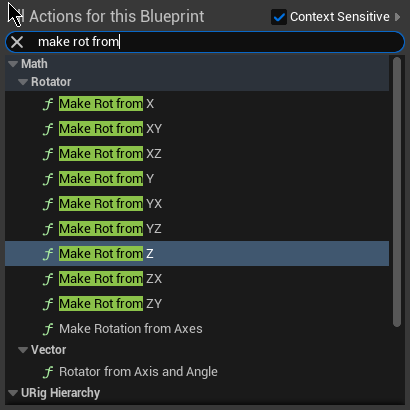 All Actions for this Blueprint
Context Sensitive
make rot from
Math
Rotator
Make Rot from X
Make Rot from XY
Make Rot from XZ
Make Rot from Y
Make Rot from YX
Make Rot from YZ
Make Rot from Z
Make Rot from ZX
Make Rot from ZY
Make Rotation from Axes
Vector
Rotator from Axis and Angle
URig Hierarchy